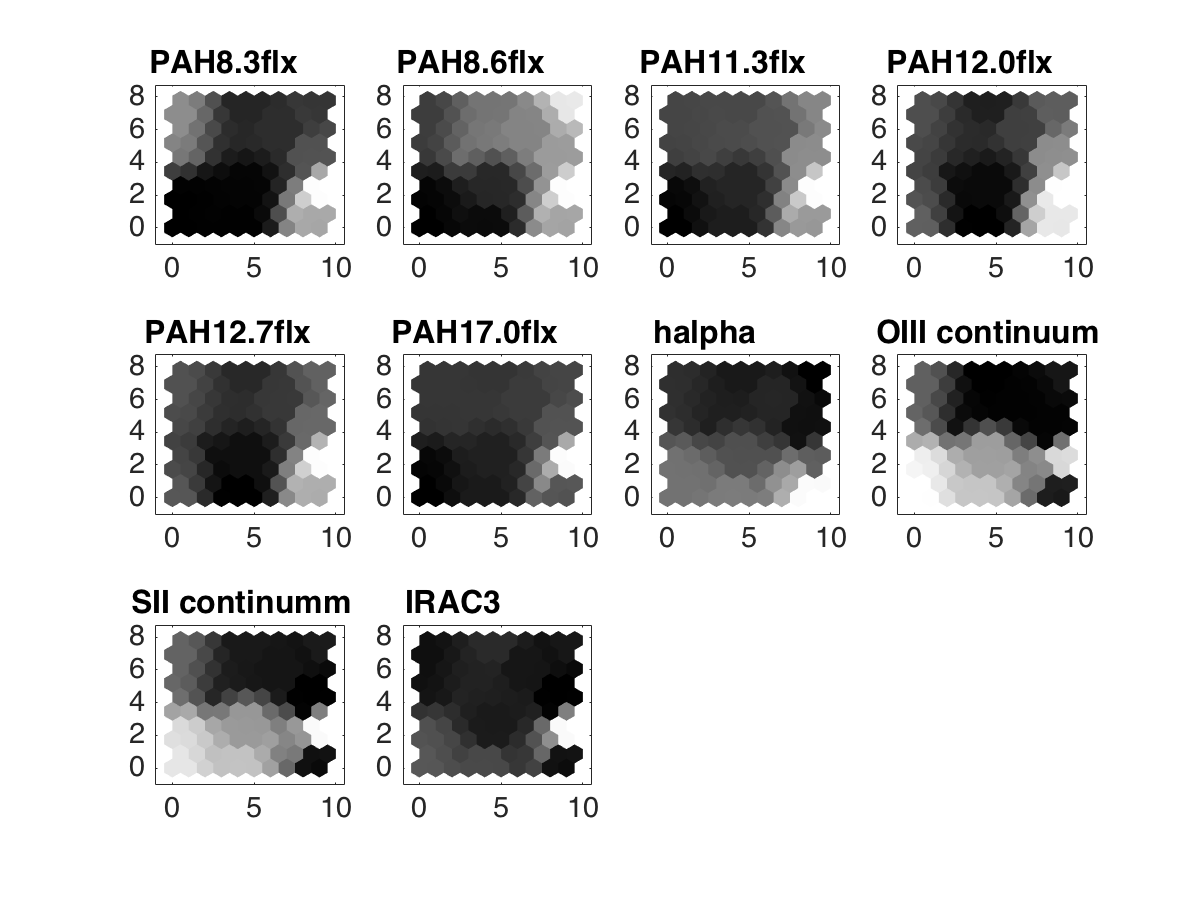 PAH8.3flx PAH8.6flx PAH11.3flx PAH12.0flx
8 8 8 8
6 6 6 6
4 4 4 4
2 2 2 2
0 0 0 0
0 5 10 0 5 10 0 5 10 0 5 10
PAH12.7flx PAH17.0flx halpha OIII continuum
8 8 8 8
6 6 6 6
4 4 4 4
2 2 2 2
0 0 0 0
0 5 10 0 5 10 0 5 10 0 5 10
SII continumm IRAC3
8 8
6 6
4 4
2 2
0 0
0 5 10 0 5 10